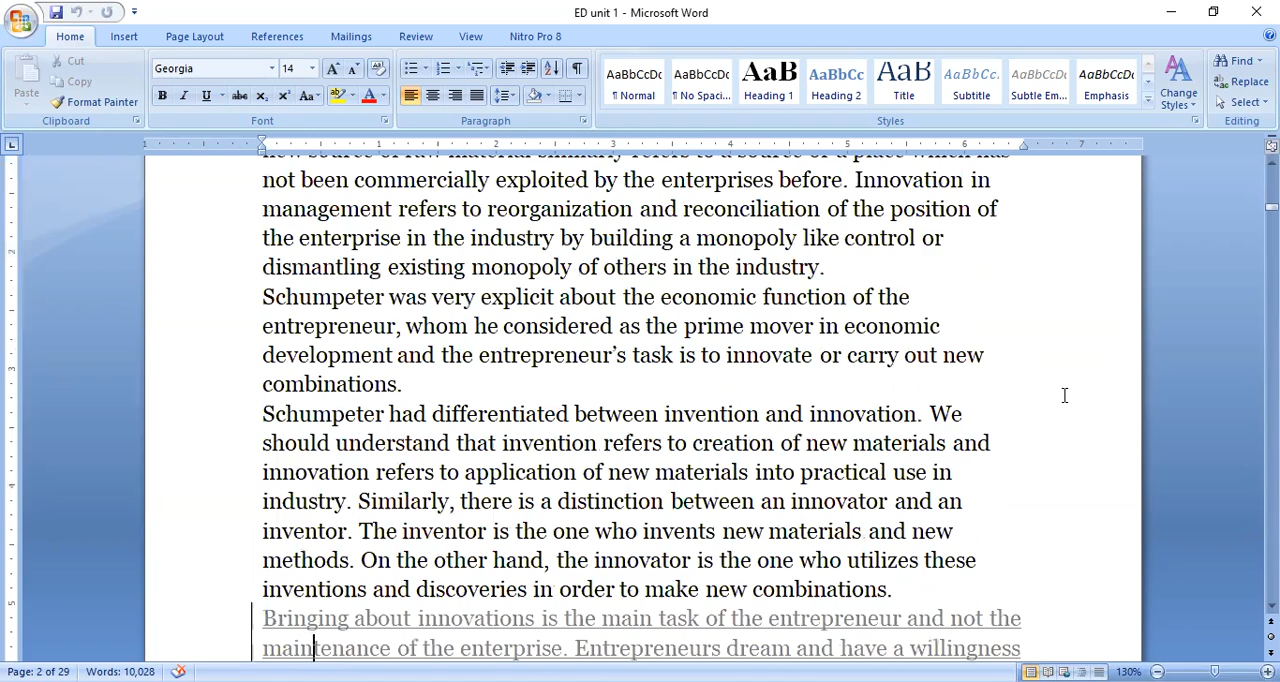 ED unit 1 - Microsoft Word
Home
Insert
Page Layout
References
Mailings
Review
View
Nitro Pro 8
Paste
Cut
Copy
Format Painter
Clipboard
Georgia
14
Font
Paragraph
AaBbCcDc
¶ Normal
AaBbCcDc
¶ No Spaci...
AaB
Heading 1
AaBbCc
Heading 2
AaB
Title
AaBbCc.
Subtitle
AaBbCcDc
Subtle Em...
AaBbCcDc
Emphasis
Change
Styles
Styles
Find
Replace
Select
Editing
1 1 2 3 4 5 6 7
new source of raw material similarly refers to a source or a place which has
not been commercially exploited by the enterprises before. Innovation in
management refers to reorganization and reconciliation of the position of
the enterprise in the industry by building a monopoly like control or
dismantling existing monopoly of others in the industry.
Schumpeter was very explicit about the economic function of the
entrepreneur, whom he considered as the prime mover in economic
development and the entrepreneur’s task is to innovate or carry out new
combinations.
Schumpeter had differentiated between invention and innovation. We
should understand that invention refers to creation of new materials and
innovation refers to application of new materials into practical use in
industry. Similarly, there is a distinction between an innovator and an
inventor. The inventor is the one who invents new materials and new
methods. On the other hand, the innovator is the one who utilizes these
inventions and discoveries in order to make new combinations.
Bringing about innovations is the main task of the entrepreneur and not the
maintenance of the enterprise. Entrepreneurs dream and have a willingness
Page: 2 of 29
Words: 10,028
130%